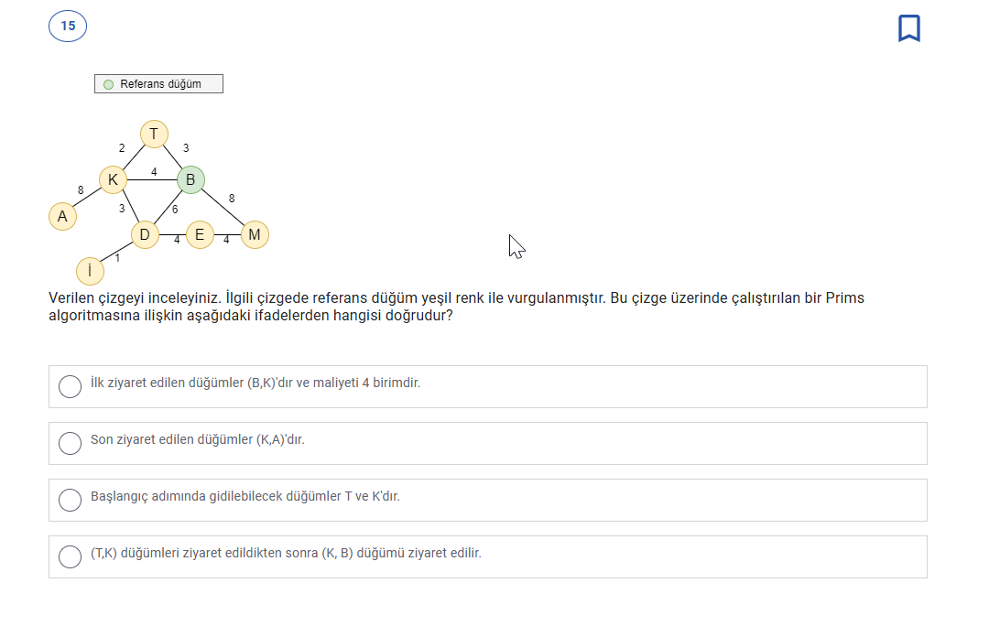 15
Referans düğüm
T
2
3
4
K
B
8
8
3
6
A
D
4
E
4
M
1
İ
Verilen çizgeyi inceleyiniz. İlgili çizgede referans düğüm yeşil renk ile vurgulanmıştır. Bu çizge üzerinde çalıştırılan bir Prims
algoritmasına ilişkin aşağıdaki ifadelerden hangisi doğrudur?
İlk ziyaret edilen düğümler (B,K)'dır ve maliyeti 4 birimdir.
Son ziyaret edilen düğümler (K,A)'dır.
Başlangıç adımında gidilebilecek düğümler T ve K'dır.
(T,K) düğümleri ziyaret edildikten sonra (K, B) düğümü ziyaret edilir.